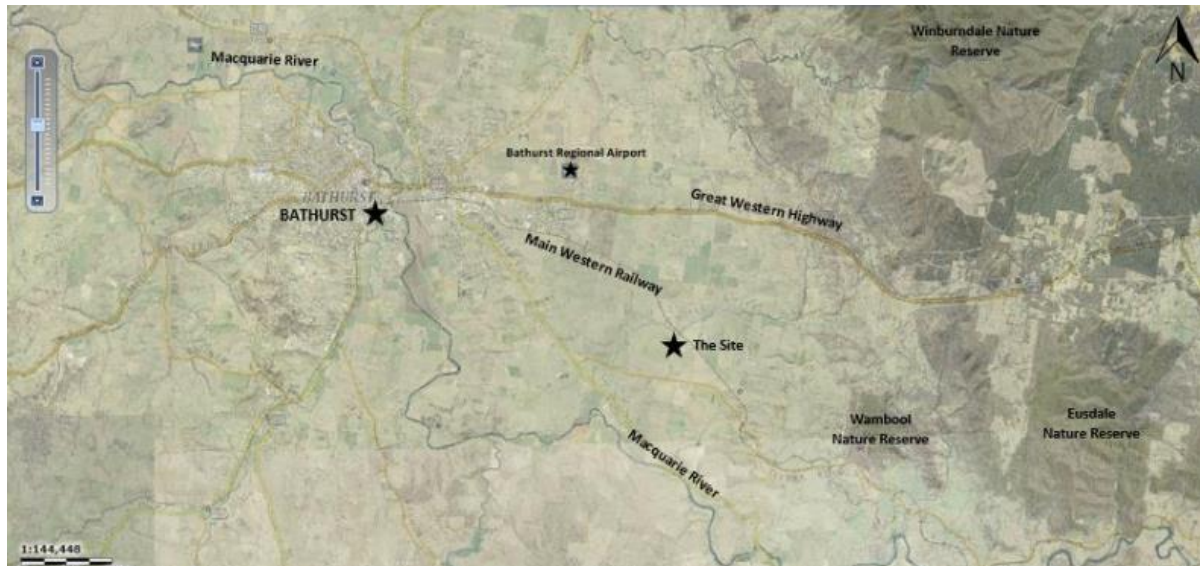 Winburndale Nature
Reserve
N
Macquarie River
Bathurst Regional Airport
BATHURST
BATHURST
Great Western Highway
Main Western Railway
The Site
Wambool
Nature Reserve
Eusdale
Nature Reserve
Macquarie River
1:144,448